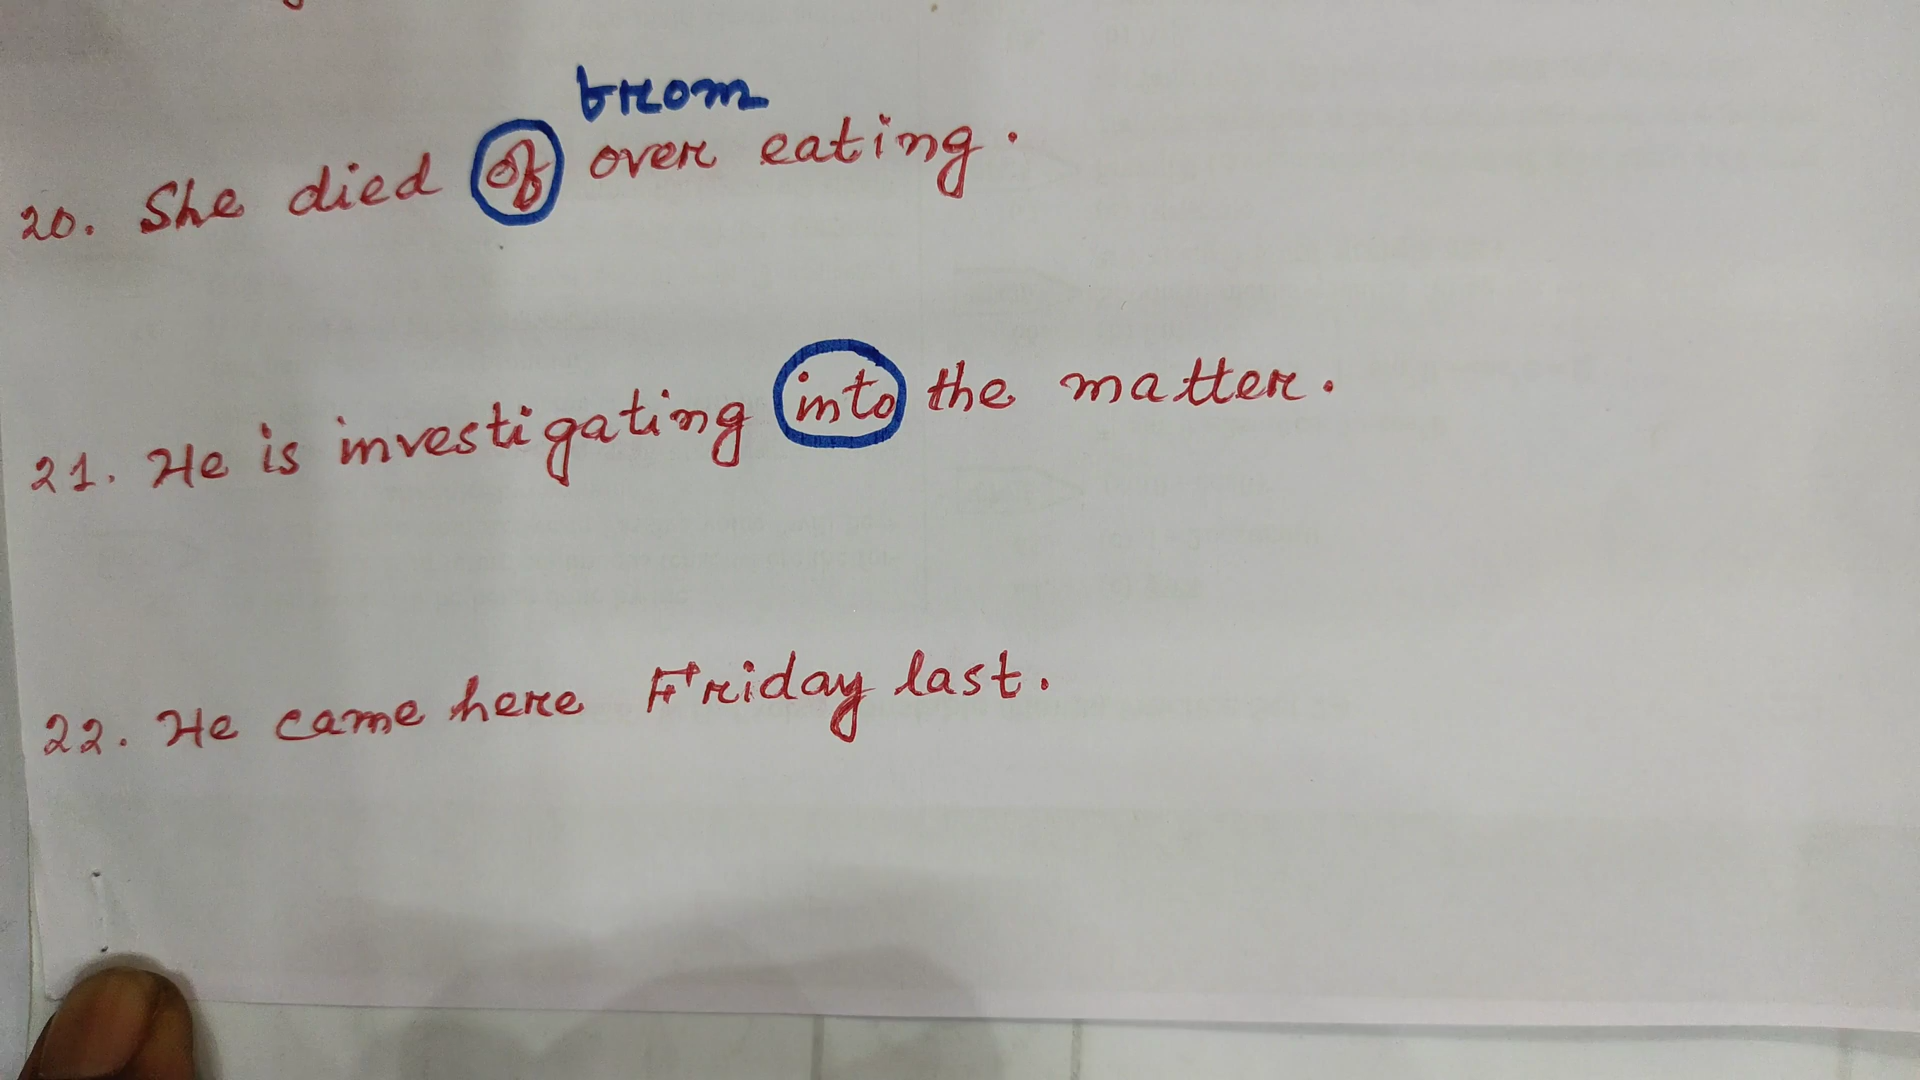 from
20. She died of over eating.
21. He is investigating into the matter.
22. He came here Friday last.